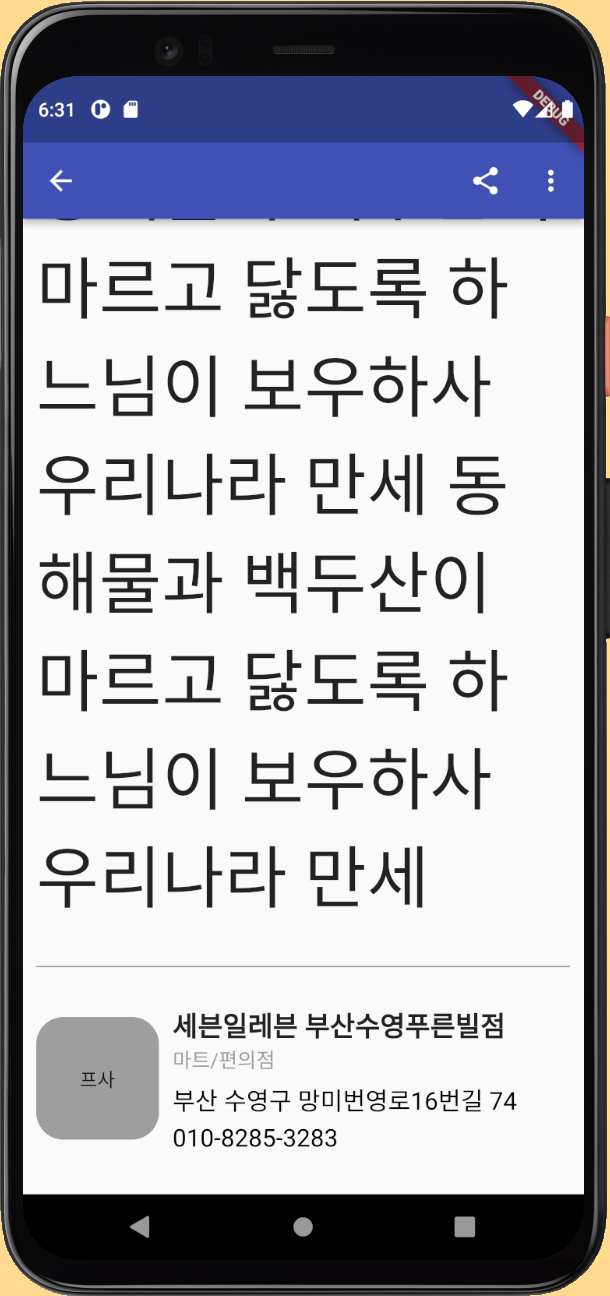 6:31
DEBUG
마르고 닳도록 하
느님이 보우하사
우리나라 만세 동
해물과 백두산이
마르고 닳도록 하
느님이 보우하사
우리나라 만세
세븐일레븐 부산수영푸른빌점
마트/편의점
프사
부산 수영구 망미번영로16번길 74
010-8285-3283